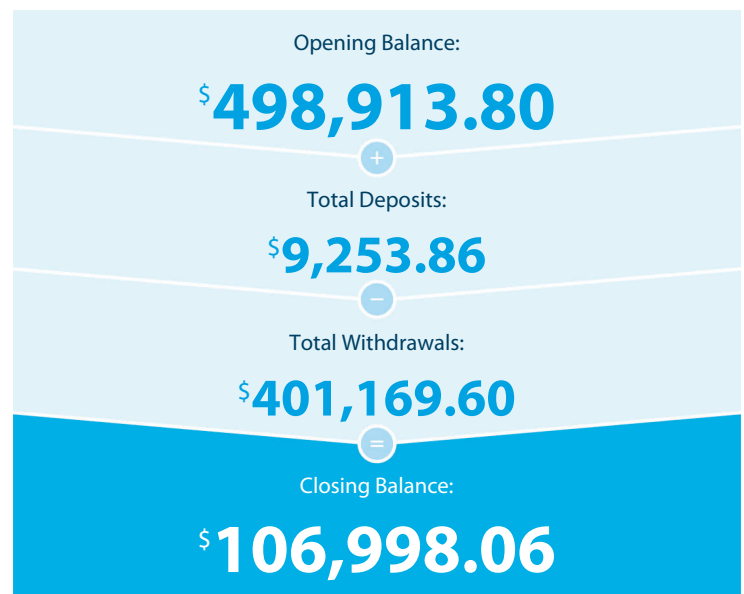 Opening Balance:
$498,913.80
+
Total Deposits:
$9,253.86
−
Total Withdrawals:
$401,169.60
=
Closing Balance:
$106,998.06